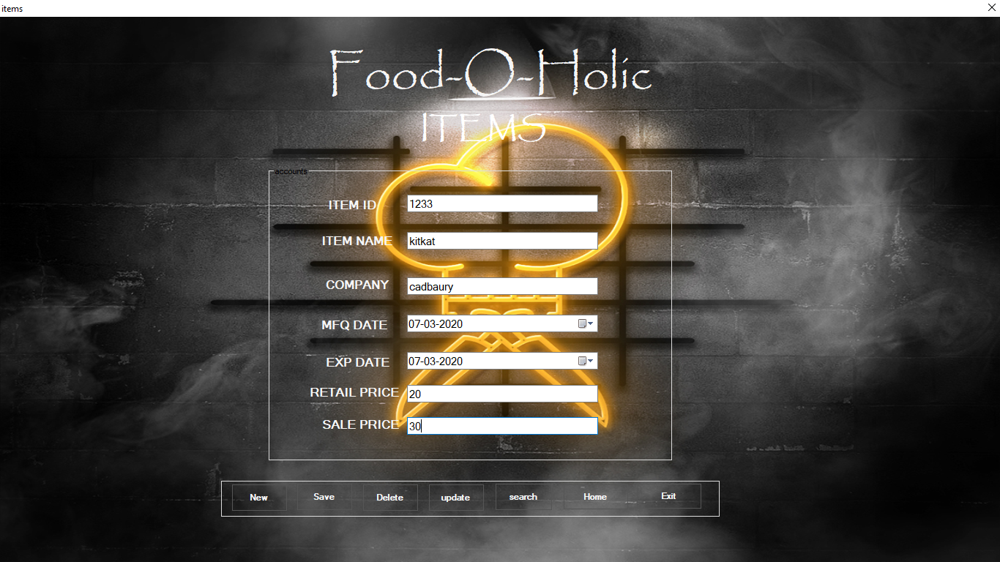 items
Food-O-Holic
ITEMS
accounts
ITEM ID 1233
ITEM NAME kitkat
COMPANY cadbaury
MFQ DATE 07-03-2020
EXP DATE 07-03-2020
RETAIL PRICE 20
SALE PRICE 30
New Save Delete update search Home Exit